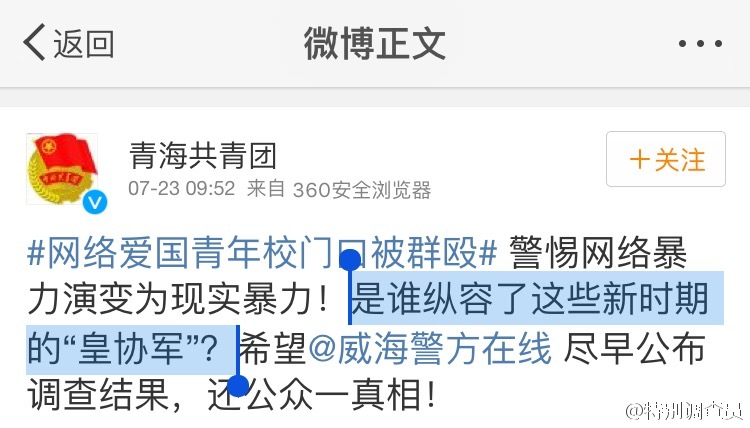 返回
微博正文
青海共青团
07-23 09:52 来自 360安全浏览器
+关注
#网络爱国青年校门口被群殴# 警惕网络暴
力演变为现实暴力！是谁纵容了这些新时期
的“皇协军”？希望@威海警方在线 尽早公布
调查结果，还公众一真相！
@特别调查员